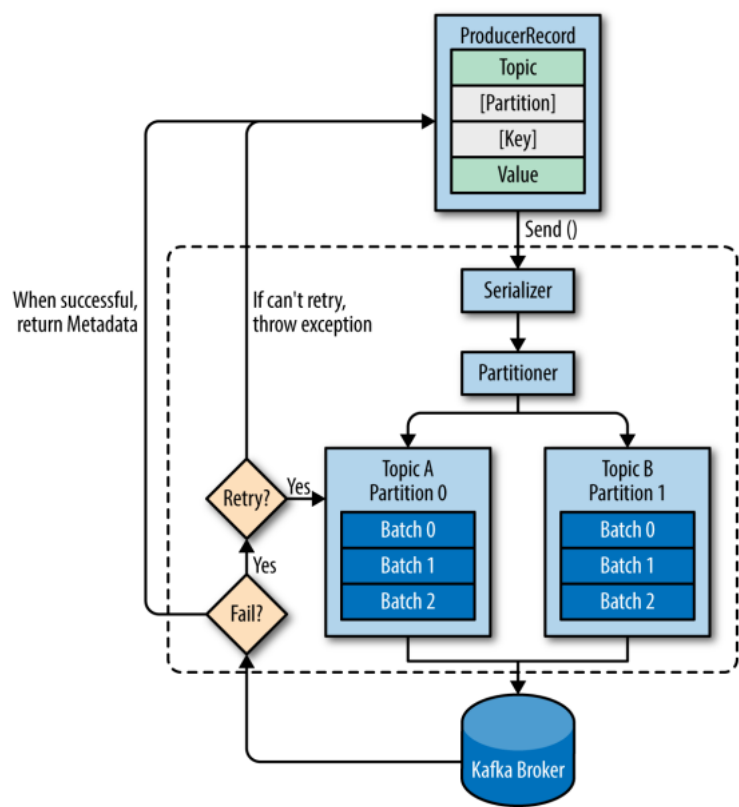 ProducerRecord
Topic
[Partition]
[Key]
Value
Send ()
Serializer
Partitioner
When successful,
return Metadata
If can't retry,
throw exception
Retry?
Yes
Yes
Fail?
Topic A
Partition 0
Batch 0
Batch 1
Batch 2
Topic B
Partition 1
Batch 0
Batch 1
Batch 2
Kafka Broker